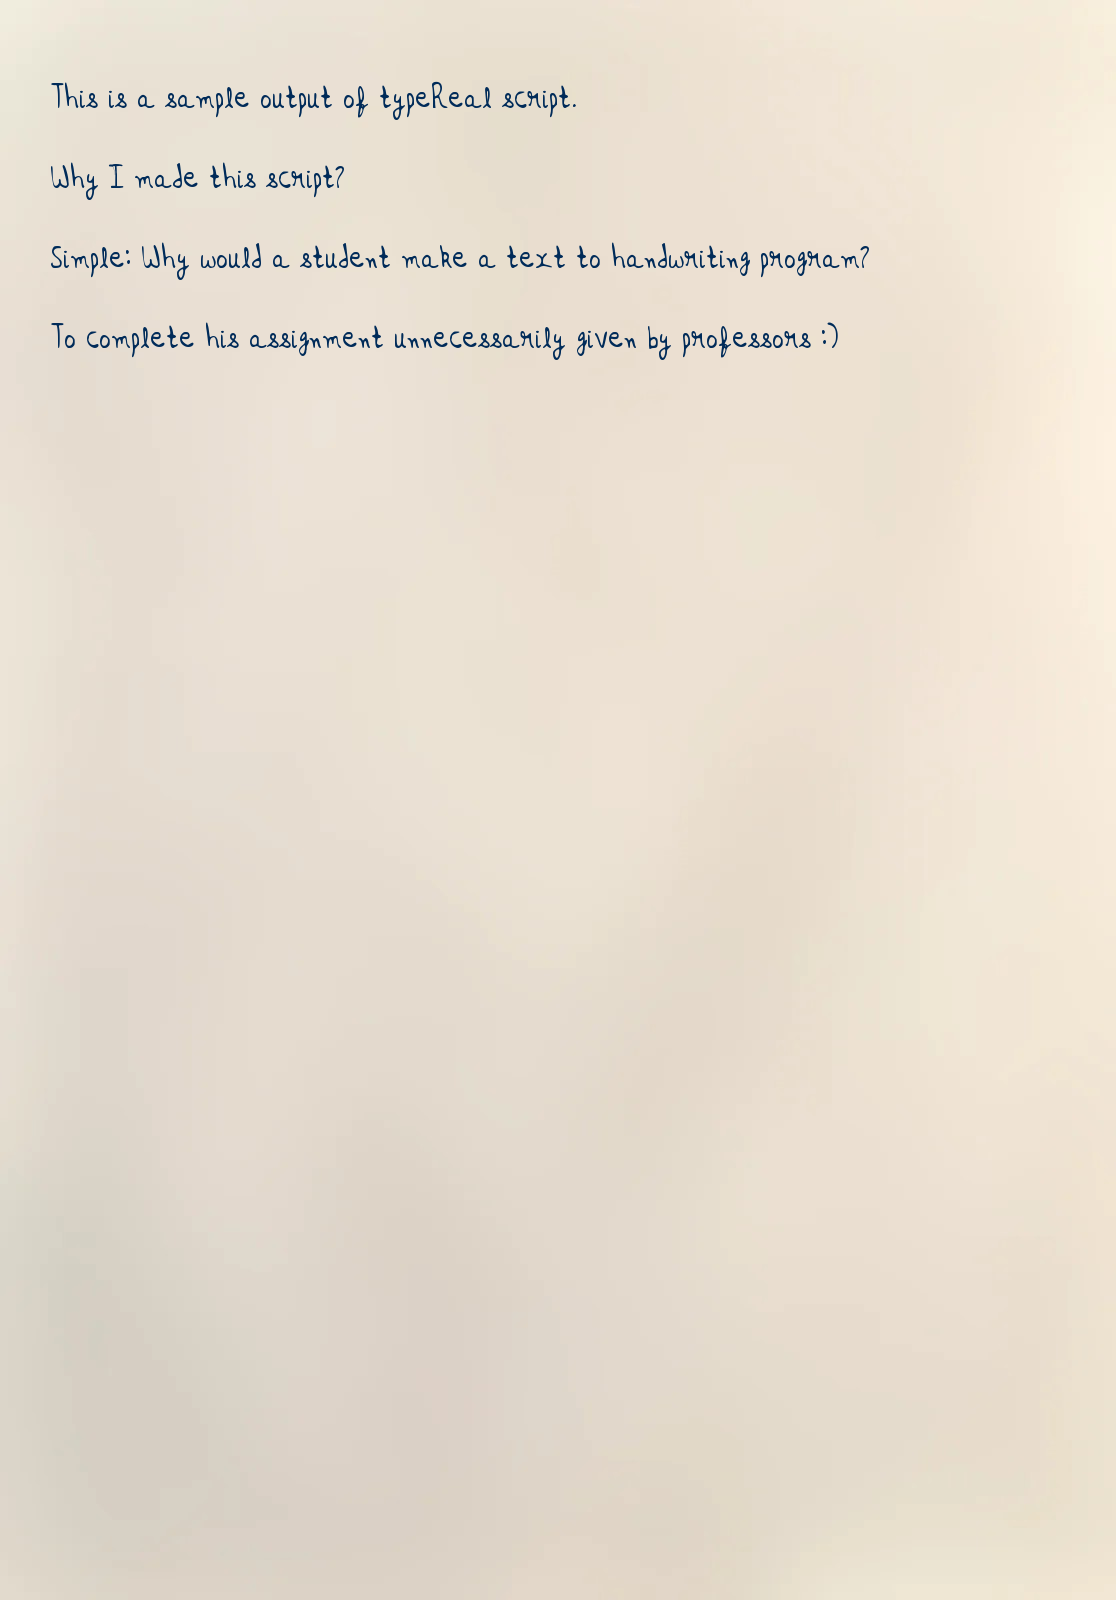 This is a sample output of typeReal script.
Why I made this script?
Simple: Why would a student make a text to handwriting program?
To complete his assignment unnecessarily given by professors :)